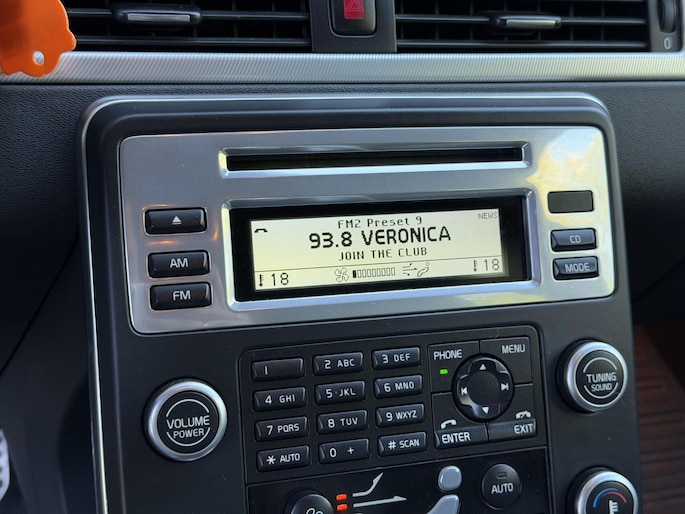 0
FM2 Preset 9
NEWS
93.8 VERONICA
JOIN THE CLUB
18
18
AM
FM
CD
MODE
1
2 ABC
3 DEF
4 GHI
5 JKL
6 MNO
7 PQRS
8 TUV
9 WXYZ
* AUTO
0 +
# SCAN
PHONE
MENU
ENTER
EXIT
VOLUME
POWER
TUNING
SOUND
AUTO